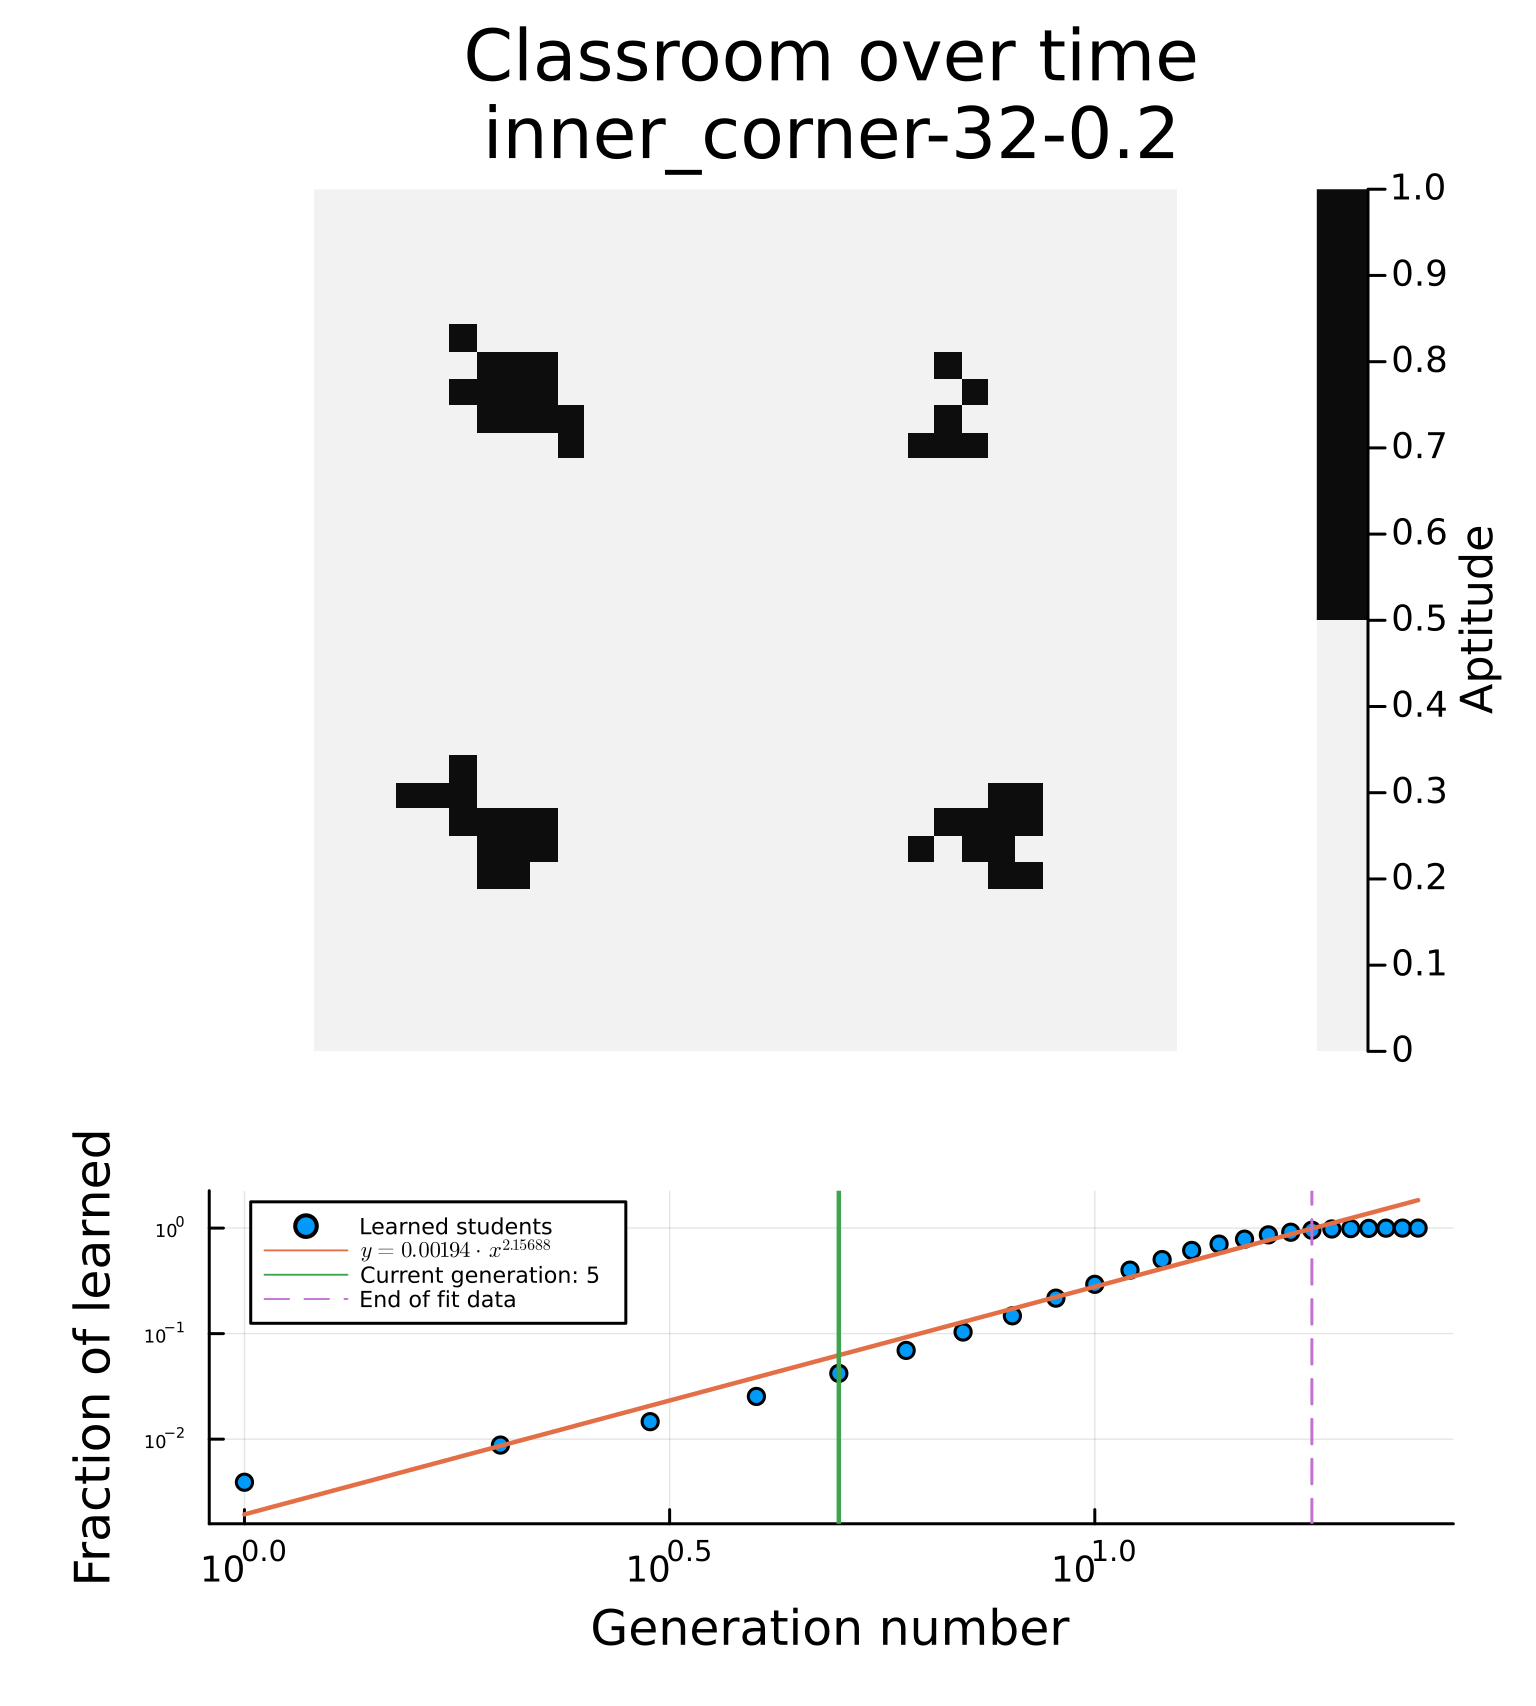 Classroom over time
inner_corner-32-0.2
1.0
0.9
0.8
0.7
0.6
0.5
0.4
0.3
0.2
0.1
0
Aptitude
Fraction of learned
10⁰
10⁻¹
10⁻²
Learned students
y = 0.00194 · x^2.15688
Current generation: 5
End of fit data
10^0.0
10^0.5
10^1.0
Generation number